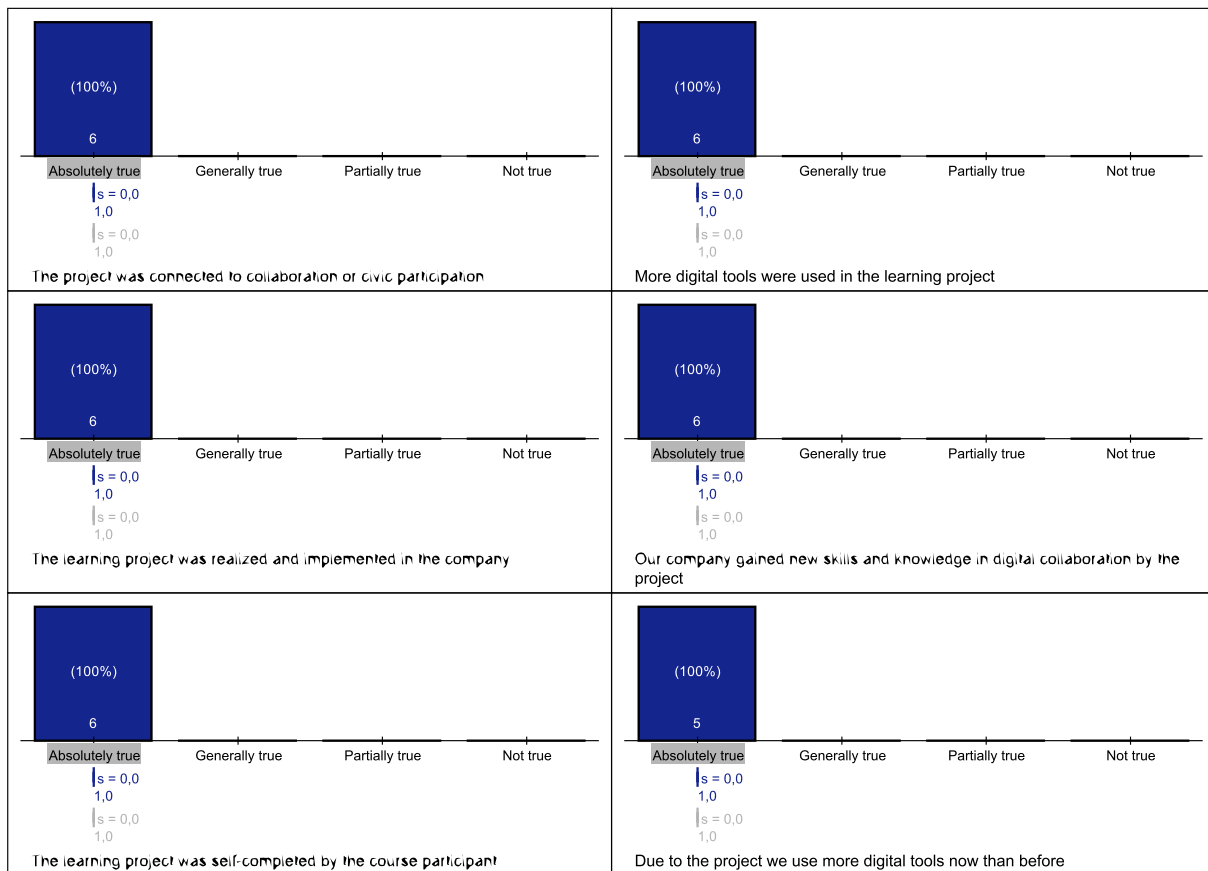 (100%)
6
Absolutely true Generally true Partially true Not true
s = 0,0
1,0
s = 0,0
1,0
The project was connected to collaboration or civic participation
(100%)
6
Absolutely true Generally true Partially true Not true
s = 0,0
1,0
s = 0,0
1,0
More digital tools were used in the learning project
(100%)
6
Absolutely true Generally true Partially true Not true
s = 0,0
1,0
s = 0,0
1,0
The learning project was realized and implemented in the company
(100%)
6
Absolutely true Generally true Partially true Not true
s = 0,0
1,0
s = 0,0
1,0
Our company gained new skills and knowledge in digital collaboration by the
project
(100%)
6
Absolutely true Generally true Partially true Not true
s = 0,0
1,0
s = 0,0
1,0
The learning project was self-completed by the course participant
(100%)
5
Absolutely true Generally true Partially true Not true
s = 0,0
1,0
s = 0,0
1,0
Due to the project we use more digital tools now than before